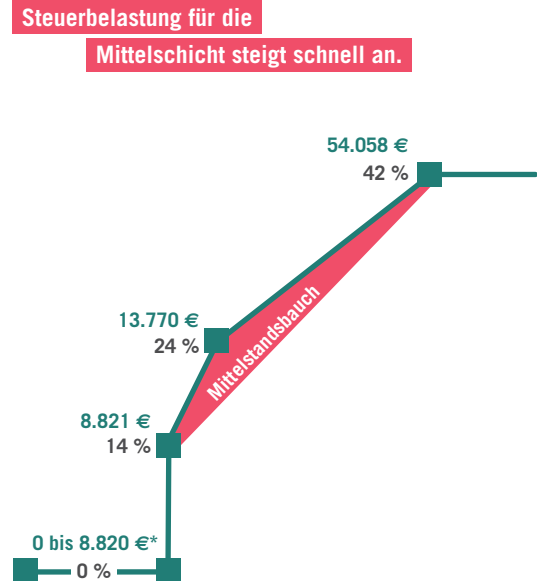 Steuerbelastung für die
Mittelschicht steigt schnell an.
54.058 €
42 %
13.770 €
24 %
Mittelstandsbauch
8.821 €
14 %
0 bis 8.820 €*
0 %